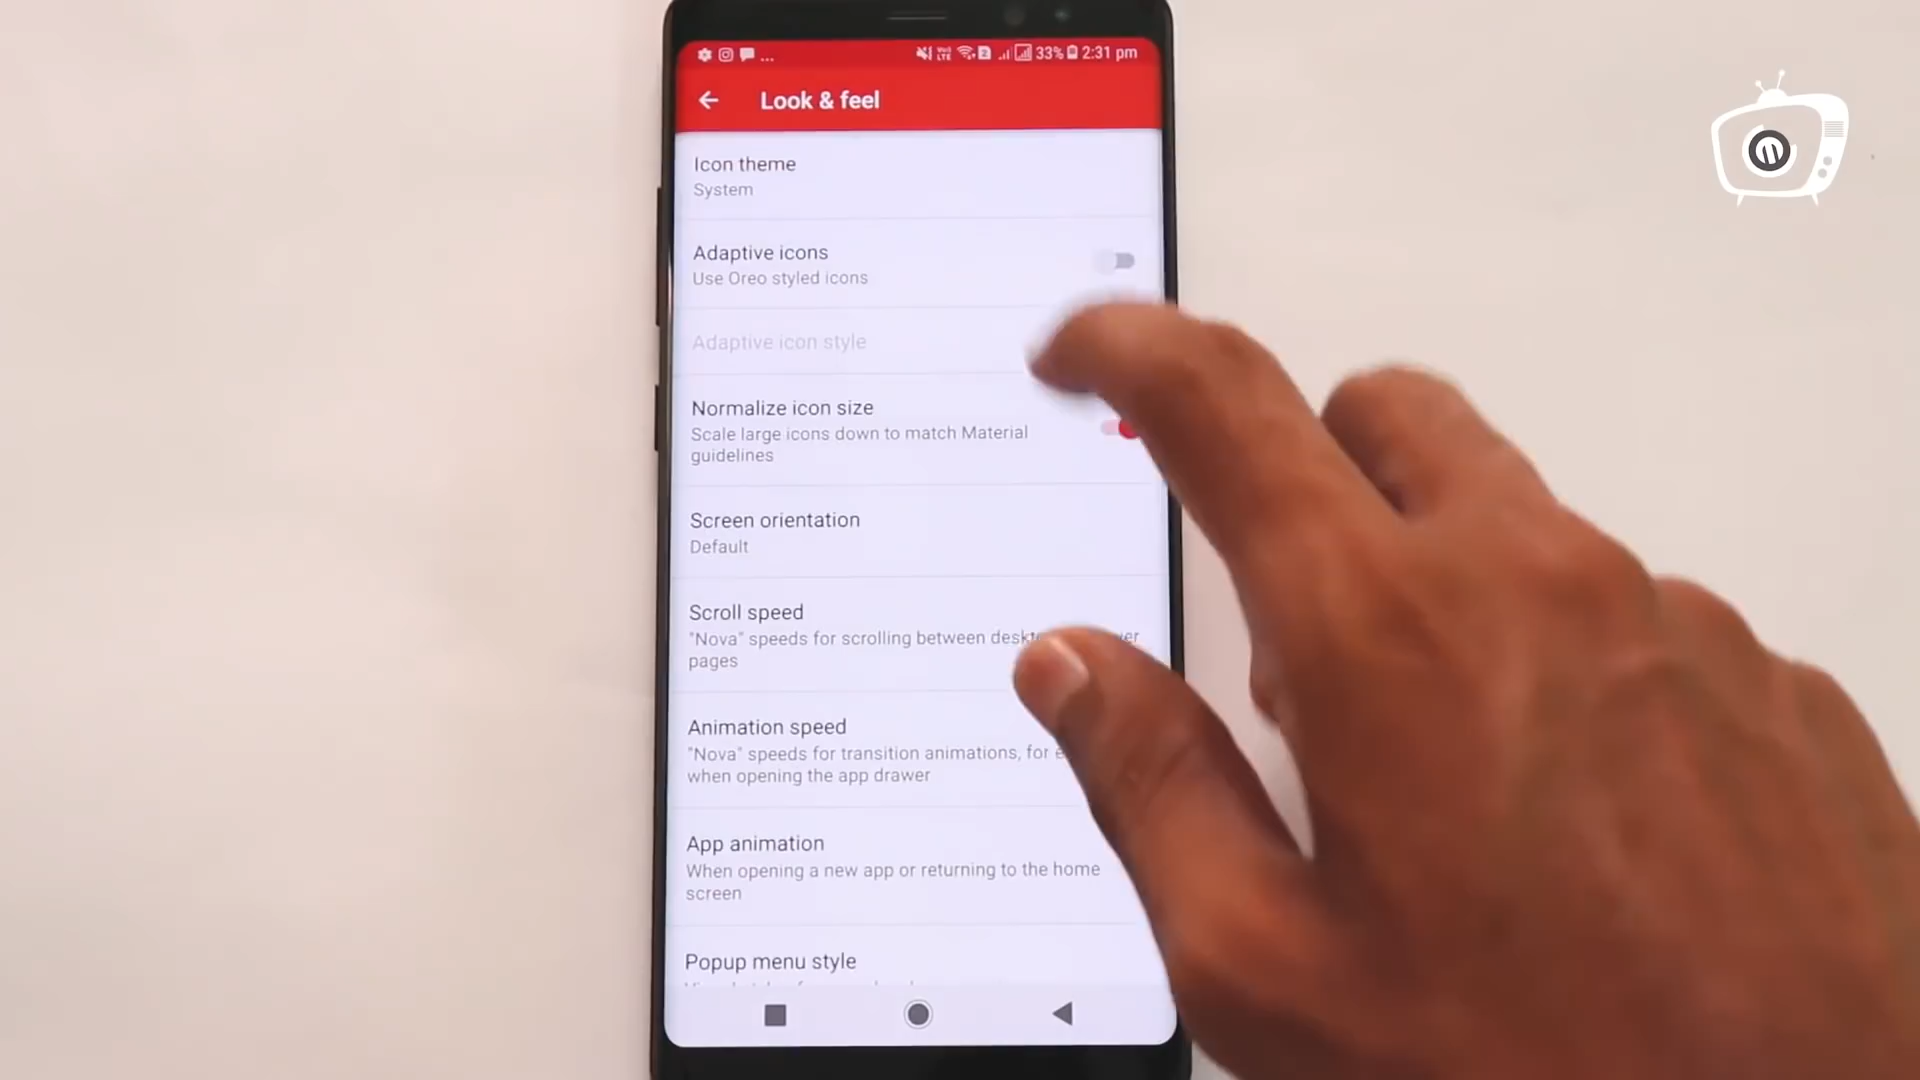 ... LTE 2 33% 2:31 pm
Look & feel
Icon theme
System
Adaptive icons
Use Oreo styled icons
Adaptive icon style
Normalize icon size
Scale large icons down to match Material
guidelines
Screen orientation
Default
Scroll speed
"Nova" speeds for scrolling between
pages
Animation speed
"Nova" speeds for transition animations, for
when opening the app drawer
App animation
When opening a new app or returning to the home
screen
Popup menu style